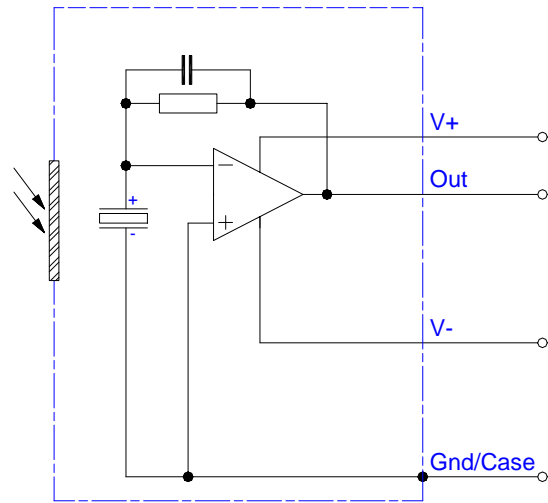 V+
Out
−
+
+
-
V-
Gnd/Case